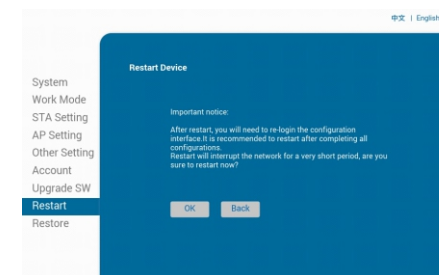 中文 | English
Restart Device
System
Work Mode
STA Setting
AP Setting
Other Setting
Account
Upgrade SW
Restart
Restore
Important notice:
After restart, you will need to re-login the configuration
interface.It is recommended to restart after completing all
configurations.
Restart will interrupt the network for a very short period, are you
sure to restart now?
OK Back